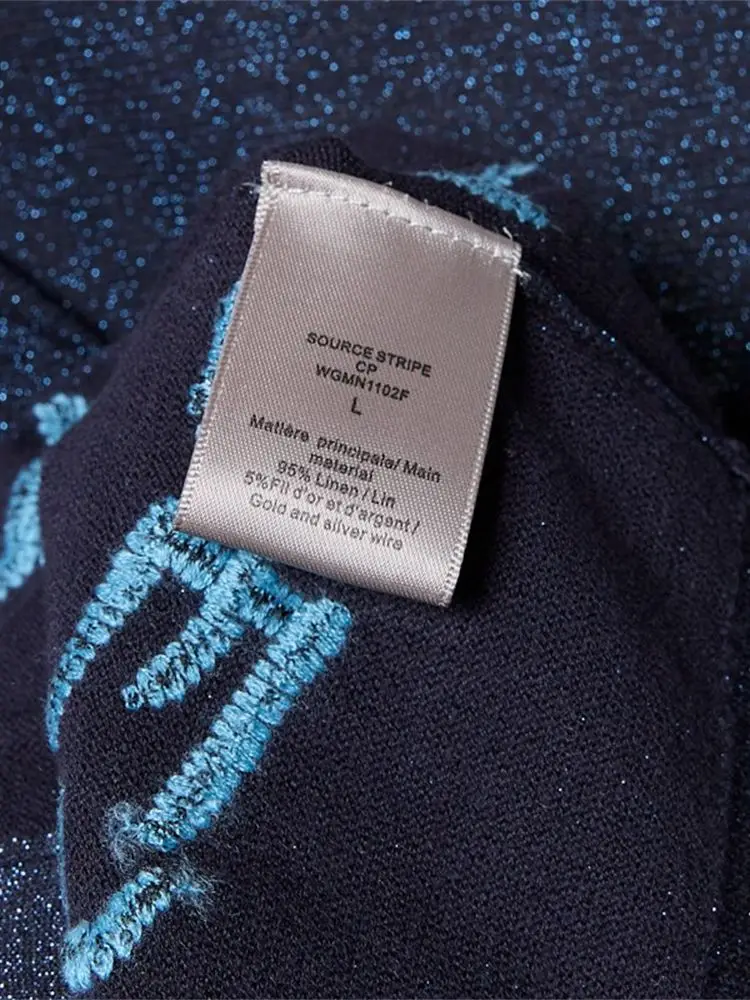 SOURCE STRIPE
CP
WGMN1102F
L
Matière principale/ Main
material
95% Linen / Lin
5%Fil d'or et d'argent /
Gold and silver wire